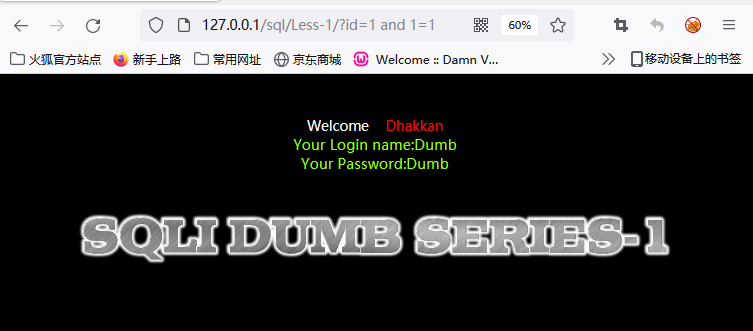 127.0.0.1/sql/Less-1/?id=1 and 1=1
60%
火狐官方站点 新手上路 常用网址 京东商城 Welcome :: Damn V... 移动设备上的书签
Welcome Dhakkan
Your Login name:Dumb
Your Password:Dumb
SQLI DUMB SERIES-1